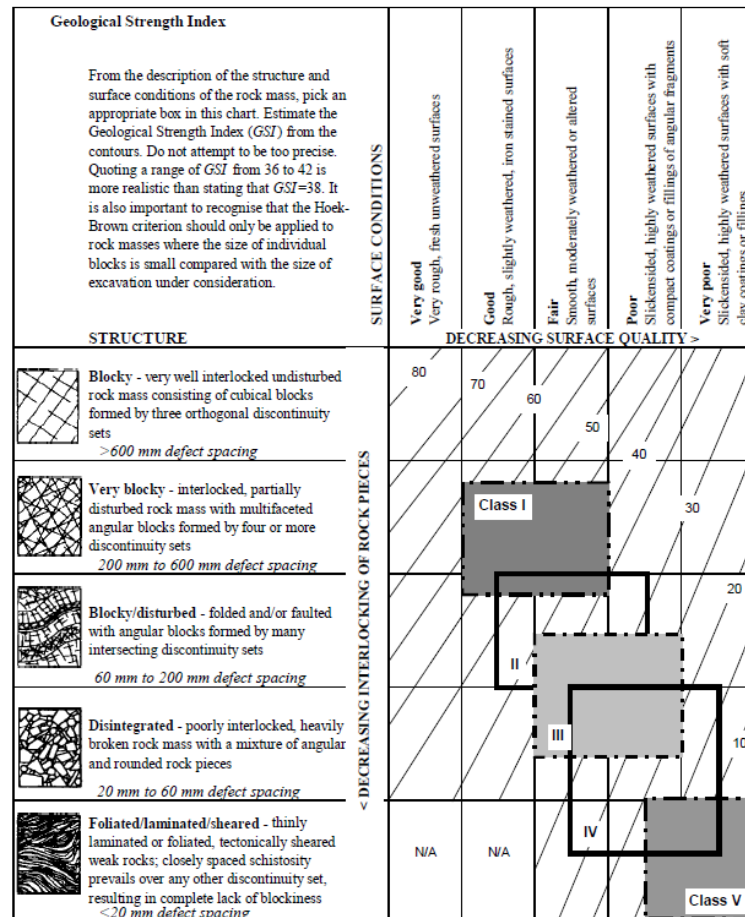 Geological Strength Index
From the description of the structure and
surface conditions of the rock mass, pick an
appropriate box in this chart. Estimate the
Geological Strength Index (GSI) from the
contours. Do not attempt to be too precise.
Quoting a range of GSI from 36 to 42 is
more realistic than stating that GSI=38. It
is also important to recognise that the Hoek-
Brown criterion should only be applied to
rock masses where the size of individual
blocks is small compared with the size of
excavation under consideration.
SURFACE CONDITIONS
Very good
Very rough, fresh unweathered surfaces
Good
Rough, slightly weathered, iron stained surfaces
Fair
Smooth, moderately weathered or altered
surfaces
Poor
Slickensided, highly weathered surfaces with
compact coatings or fillings of angular fragments
Very poor
Slickensided, highly weathered surfaces with soft
clay coatings or fillings
STRUCTURE
DECREASING SURFACE QUALITY >
< DECREASING INTERLOCKING OF ROCK PIECES
Blocky - very well interlocked undisturbed
rock mass consisting of cubical blocks
formed by three orthogonal discontinuity
sets
>600 mm defect spacing
80
70
60
50
40
Very blocky - interlocked, partially
disturbed rock mass with multifaceted
angular blocks formed by four or more
discontinuity sets
200 mm to 600 mm defect spacing
Class I
30
Blocky/disturbed - folded and/or faulted
with angular blocks formed by many
intersecting discontinuity sets
60 mm to 200 mm defect spacing
20
II
Disintegrated - poorly interlocked, heavily
broken rock mass with a mixture of angular
and rounded rock pieces
20 mm to 60 mm defect spacing
III
10
Foliated/laminated/sheared - thinly
laminated or foliated, tectonically sheared
weak rocks; closely spaced schistosity
prevails over any other discontinuity set,
resulting in complete lack of blockiness
<20 mm defect spacing
N/A
N/A
IV
Class V